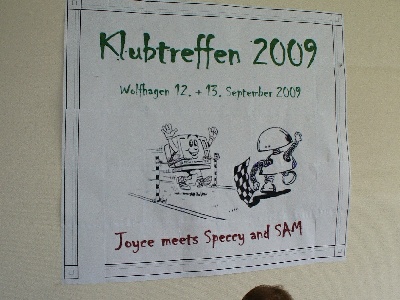 Klubtreffen 2009
Wolfhagen 12. + 13. September 2009
Joyce meets Speccy and SAM